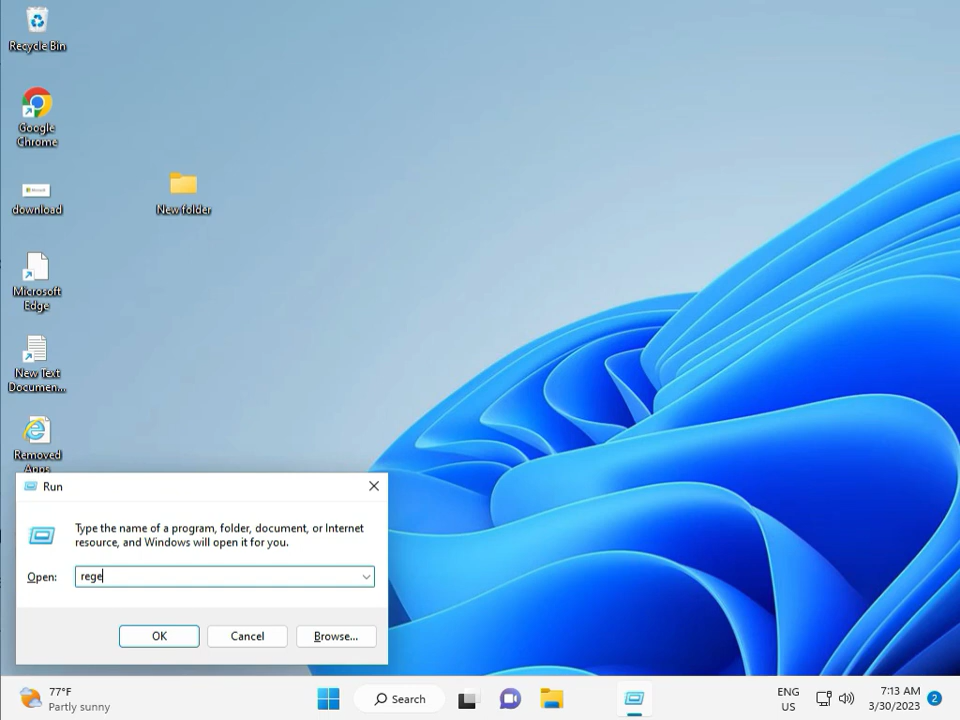 Recycle Bin
Google
Chrome
download
New folder
Microsoft
Edge
New Text
Documen...
Removed
Apps
Run
Type the name of a program, folder, document, or Internet
resource, and Windows will open it for you.
Open:
rege
OK
Cancel
Browse...
77°F
Partly sunny
Search
ENG
US
7:13 AM
3/30/2023
2